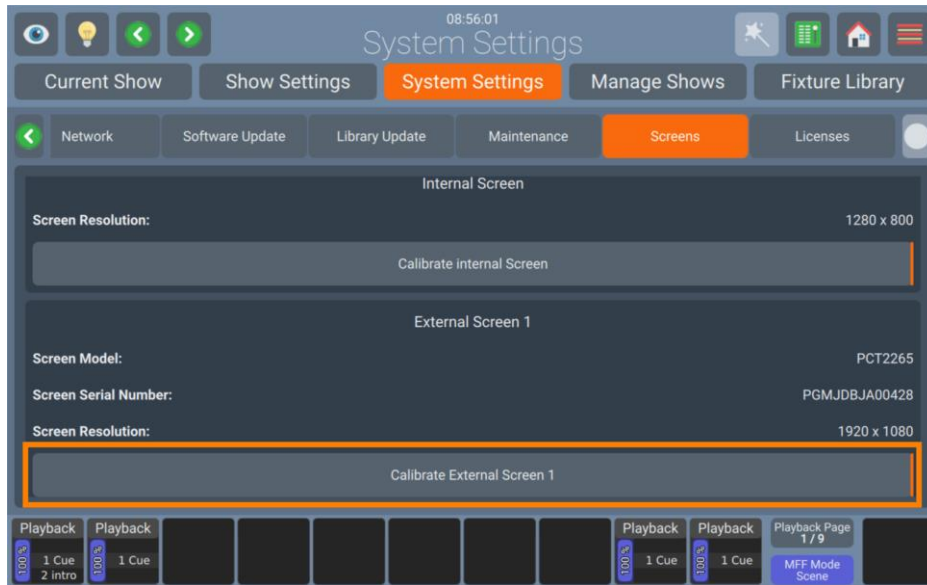 08:56:01
System Settings
Current Show Show Settings System Settings Manage Shows Fixture Library
Network Software Update Library Update Maintenance Screens Licenses
Internal Screen
Screen Resolution: 1280 x 800
Calibrate internal Screen
External Screen 1
Screen Model: PCT2265
Screen Serial Number: PGMJDBJA00428
Screen Resolution: 1920 x 1080
Calibrate External Screen 1
Playback Playback Playback Playback Playback Page
1 / 9
100 % 1 Cue 100 % 1 Cue 100 % 1 Cue 100 % 1 Cue
2 intro
MFF Mode
Scene